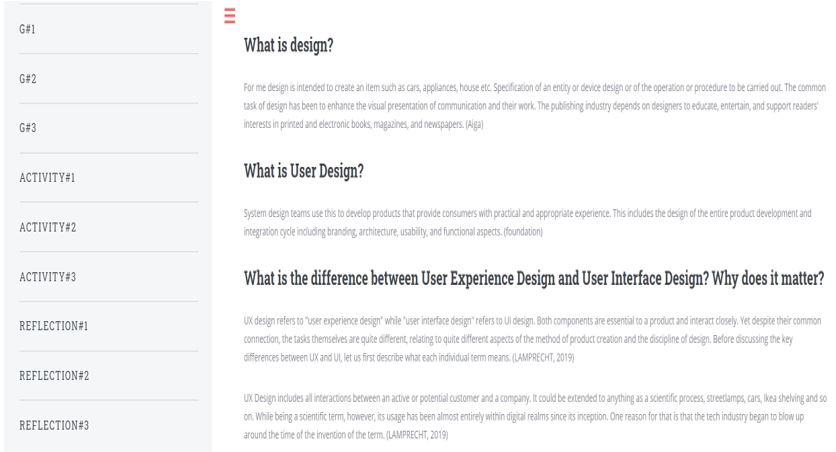 G#1
G#2
G#3
ACTIVITY#1
ACTIVITY#2
ACTIVITY#3
REFLECTION#1
REFLECTION#2
REFLECTION#3
What is design?
For me design is intended to create an item such as cars, appliances, house etc. Specification of an entity or device design or of the operation or procedure to be carried out. The common
task of design has been to enhance the visual presentation of communication and their work. The publishing industry depends on designers to educate, entertain, and support readers'
interests in printed and electronic books, magazines, and newspapers. (Aiga)
What is User Design?
System design teams use this to develop products that provide consumers with practical and appropriate experience. This includes the design of the entire product development and
integration cycle including branding, architecture, usability, and functional aspects. (foundation)
What is the difference between User Experience Design and User Interface Design? Why does it matter?
UX design refers to "user experience design" while "user interface design" refers to UI design. Both components are essential to a product and interact closely. Yet despite their common
connection, the tasks themselves are quite different, relating to quite different aspects of the method of product creation and the discipline of design. Before discussing the key
differences between UX and UI, let us first describe what each individual term means. (LAMPRECHT, 2019)
UX Design includes all interactions between an active or potential customer and a company. It could be extended to anything as a scientific process, streetlamps, cars, Ikea shelving and so
on. While being a scientific term, however, its usage has been almost entirely within digital realms since its inception. One reason for that is that the tech industry began to blow up
around the time of the invention of the term. (LAMPRECHT, 2019)